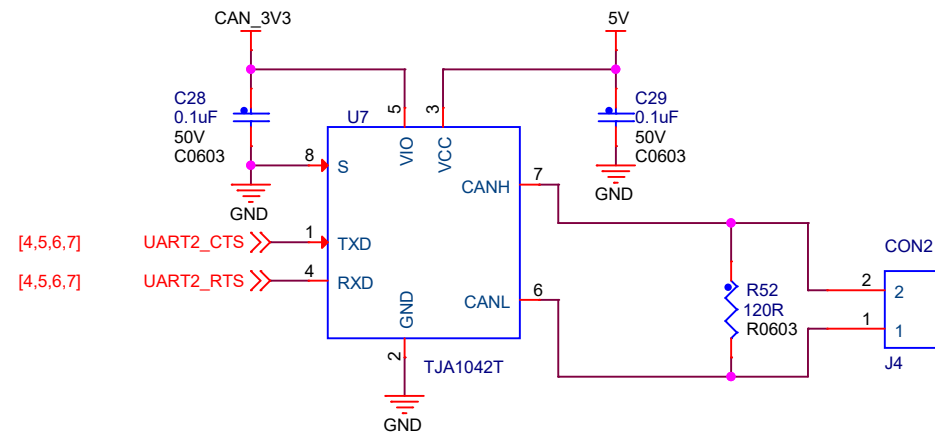 CAN_3V3
5V
C28
0.1uF
50V
C0603
C29
0.1uF
50V
C0603
U7
5
3
VIO
VCC
8
S
GND
GND
7
CANH
[4,5,6,7]
UART2_CTS
1
TXD
[4,5,6,7]
UART2_RTS
4
RXD
GND
6
CANL
2
TJA1042T
GND
R52
120R
R0603
CON2
2
2
1
1
J4